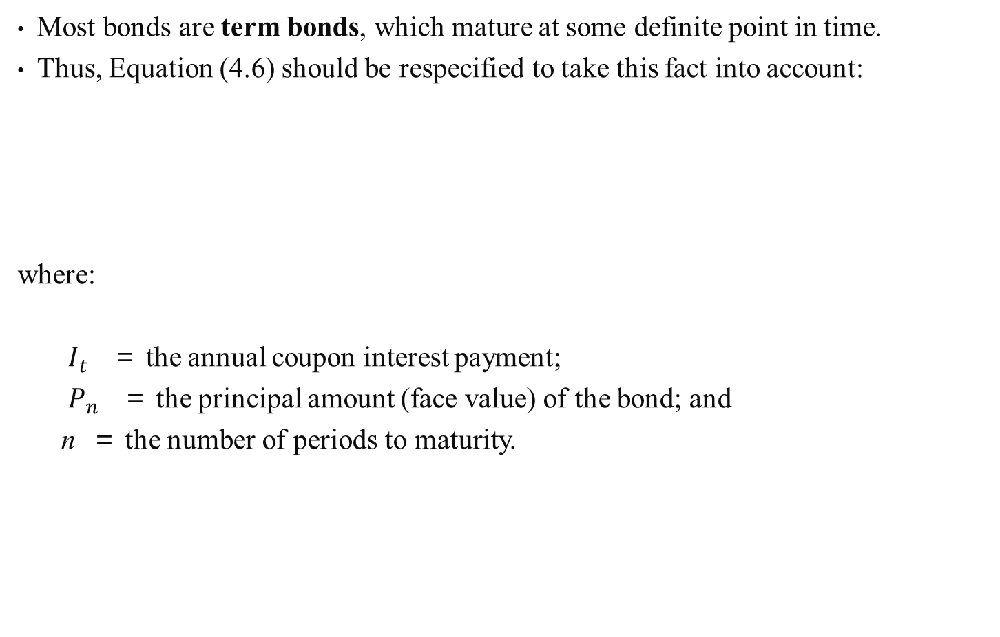 · Most bonds are term bonds, which mature at some definite point in time.
· Thus, Equation (4.6) should be respecified to take this fact into account:
where:
I_t = the annual coupon interest payment;
P_n = the principal amount (face value) of the bond; and
n = the number of periods to maturity.